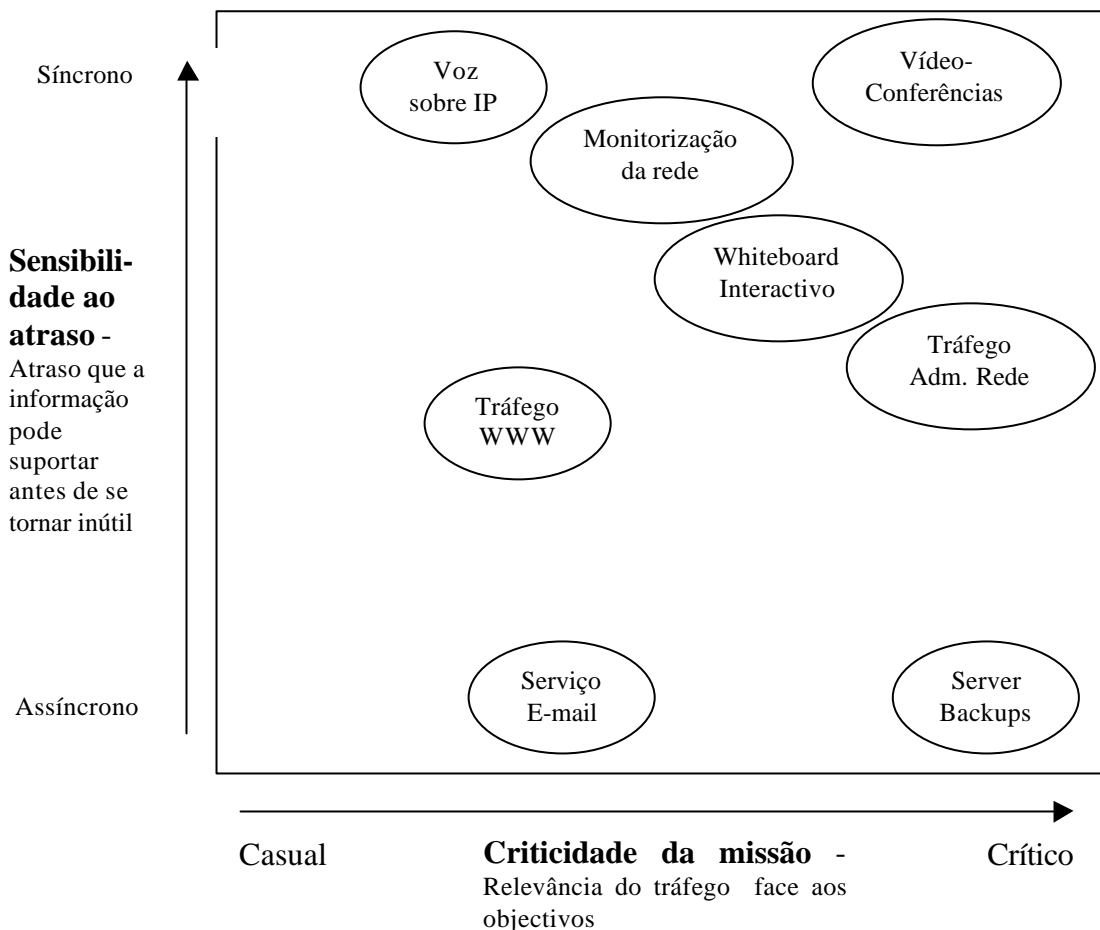 Síncrono
Voz
sobre IP
Vídeo-
Conferências
Monitorização
da rede
Whiteboard
Interactivo
Sensibili-
dade ao
atraso -
Atraso que a
informação
pode
suportar
antes de se
tornar inútil
Tráfego
Adm. Rede
Tráfego
WWW
Assíncrono
Serviço
E-mail
Server
Backups
Casual
Criticidade da missão -
Relevância do tráfego face aos
objectivos
Crítico